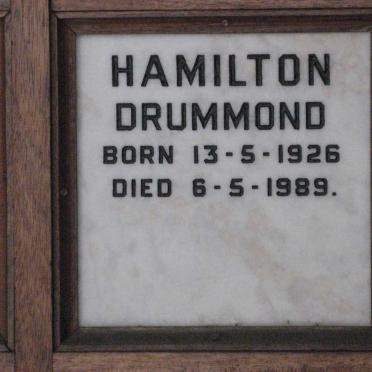 HAMILTON
DRUMMOND
BORN 13-5-1926
DIED 6-5-1989.